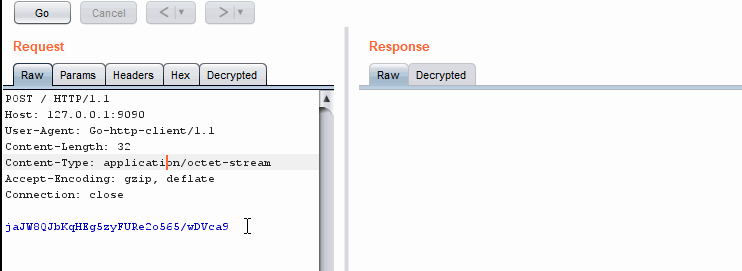 Go Cancel < >
Request Response
Raw Params Headers Hex Decrypted Raw Decrypted
POST / HTTP/1.1
Host: 127.0.0.1:9090
User-Agent: Go-http-client/1.1
Content-Length: 32
Content-Type: application/octet-stream
Accept-Encoding: gzip, deflate
Connection: close
jaJW8QJbKqHEg5zyFURe2o565/wDVca9